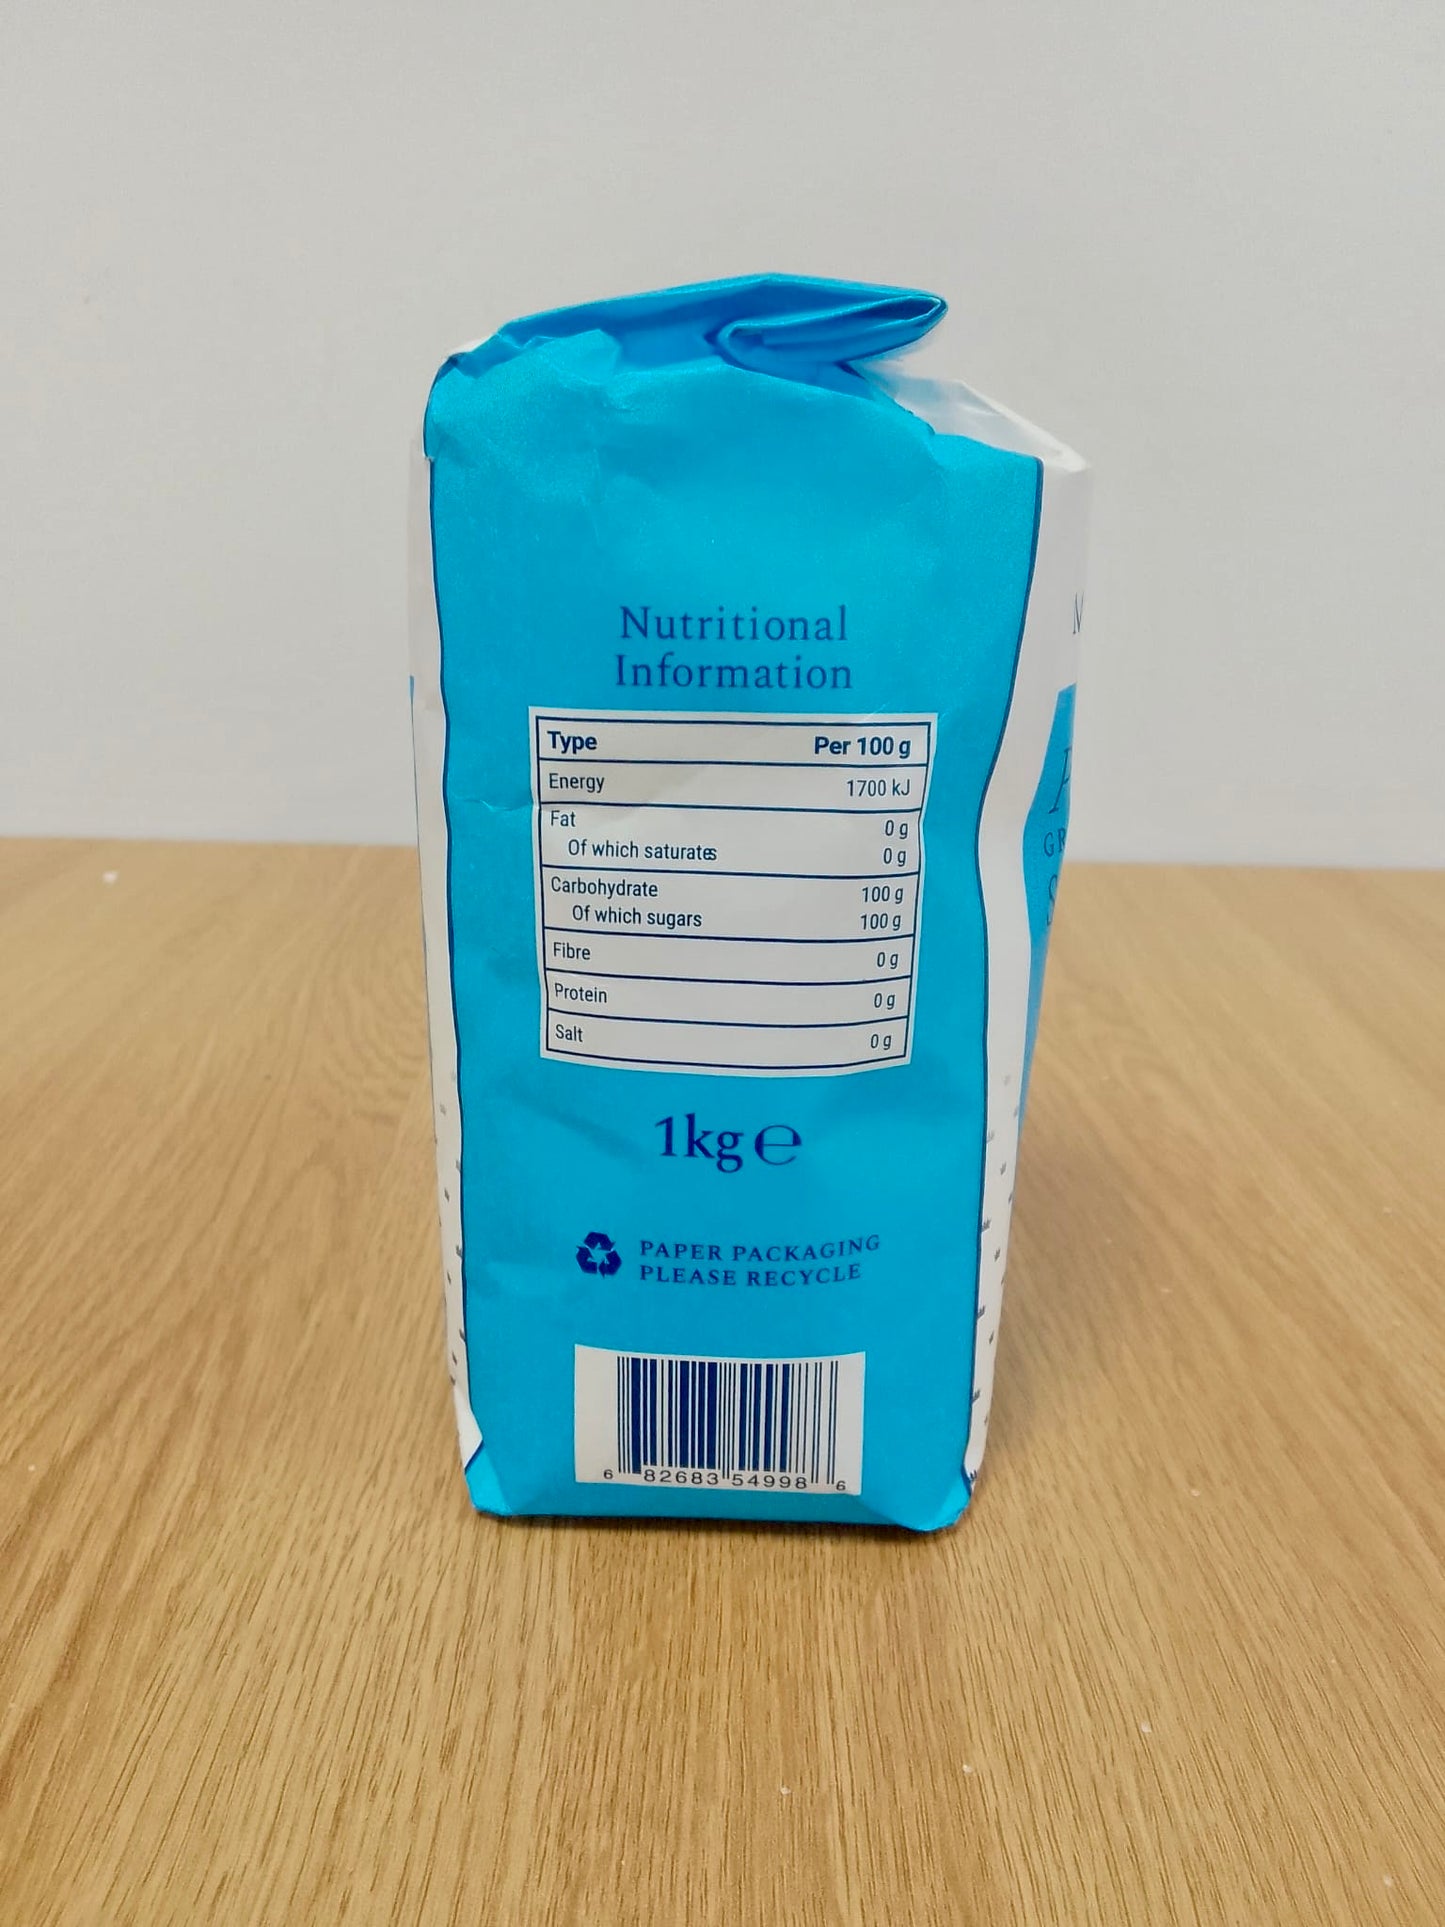 Nutritional
Information
Type Per 100 g
Energy 1700 kJ
Fat 0 g
Of which saturates 0 g
Carbohydrate 100 g
Of which sugars 100 g
Fibre 0 g
Protein 0 g
Salt 0 g
1kg ℮
PAPER PACKAGING
PLEASE RECYCLE
6 82683 54998 6
GR